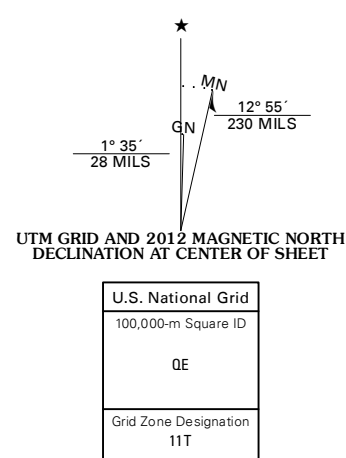 ★
MN
GN
12° 55´
230 MILS
1° 35´
28 MILS
UTM GRID AND 2012 MAGNETIC NORTH
DECLINATION AT CENTER OF SHEET
U.S. National Grid
100,000-m Square ID
QE
Grid Zone Designation
11T